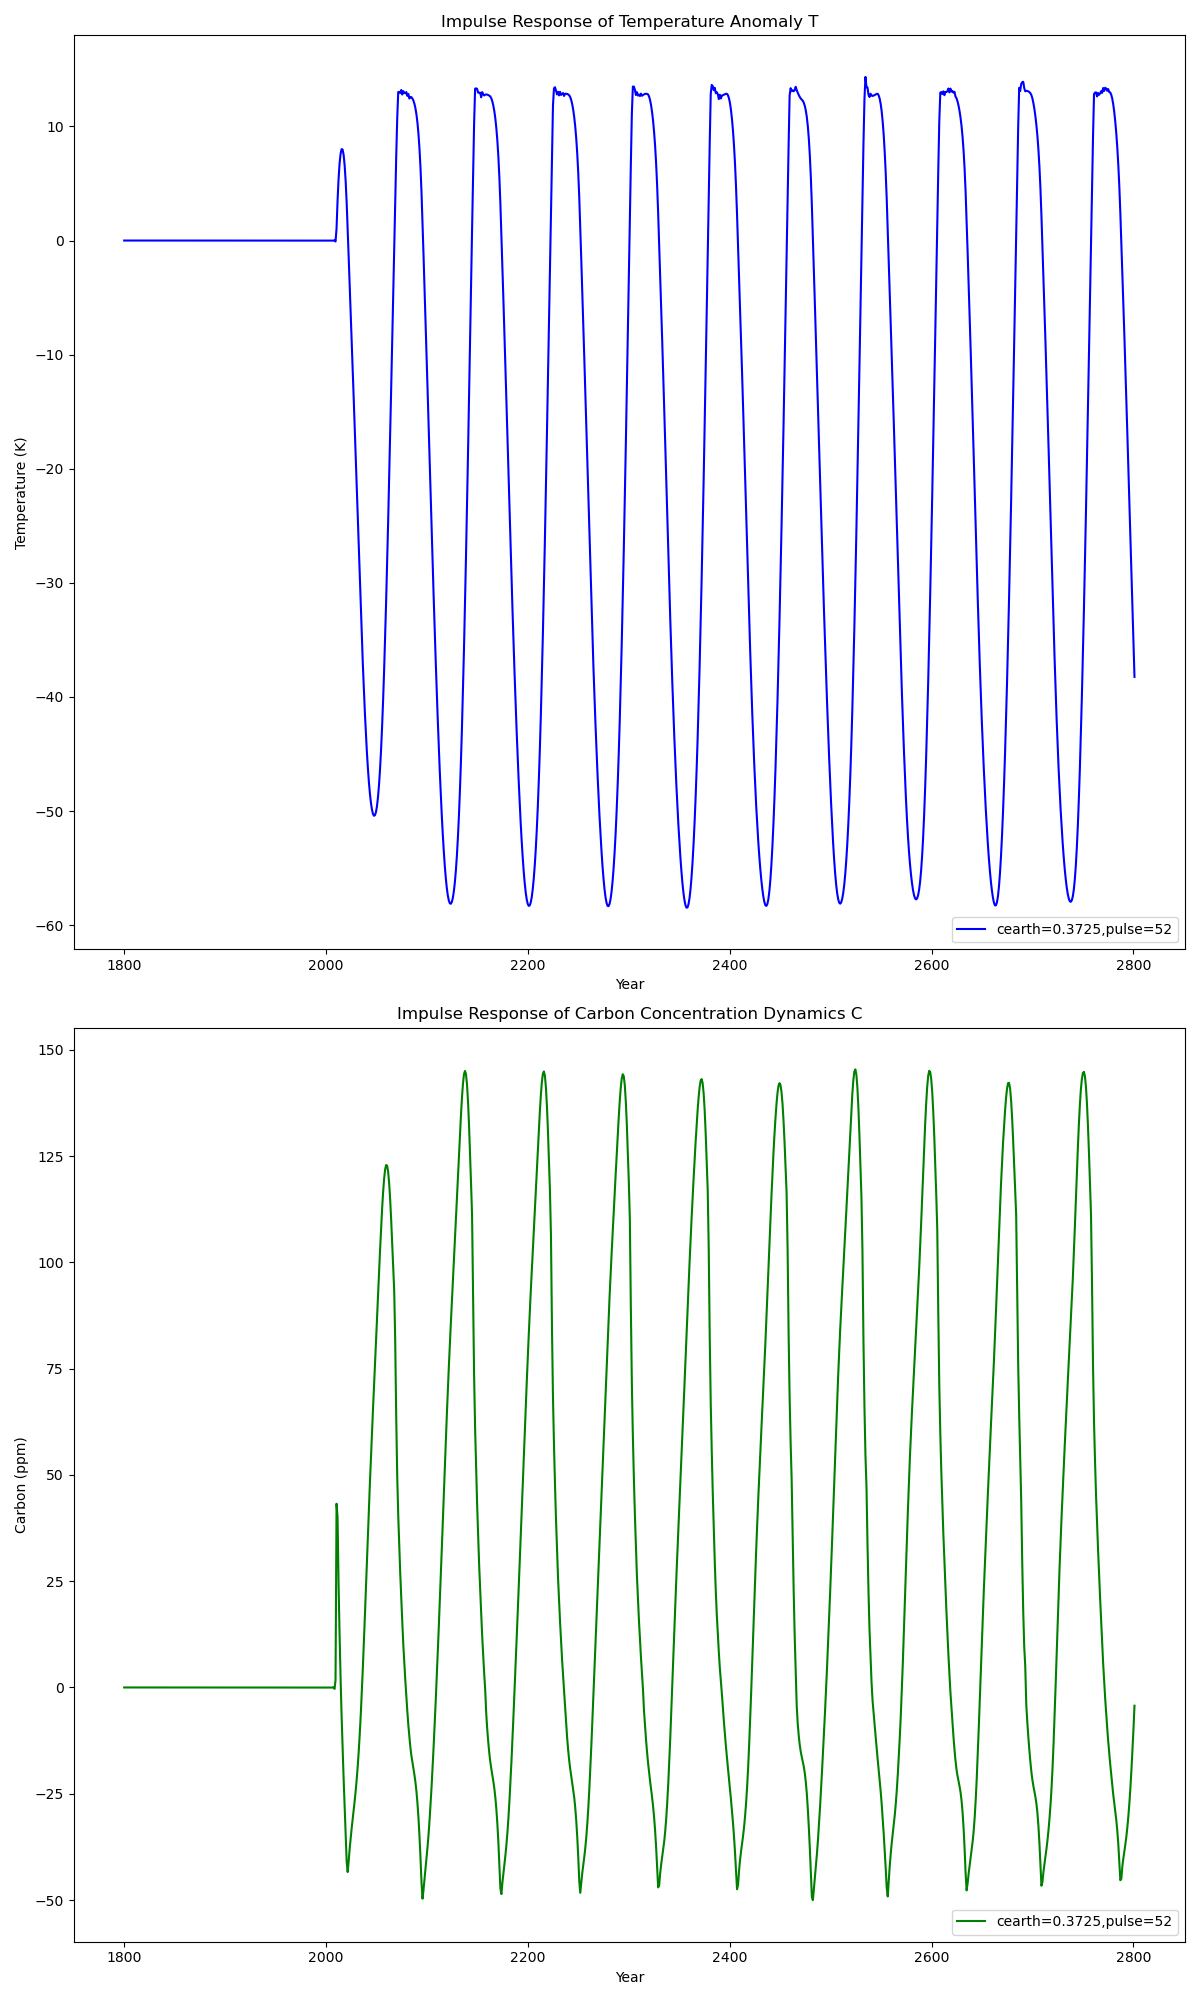 Impulse Response of Temperature Anomaly T
Temperature (K)
10
0
−10
−20
−30
−40
−50
−60
cearth=0.3725,pulse=52
1800 2000 2200 2400 2600 2800
Year
Impulse Response of Carbon Concentration Dynamics C
Carbon (ppm)
150
125
100
75
50
25
0
−25
−50
cearth=0.3725,pulse=52
1800 2000 2200 2400 2600 2800
Year